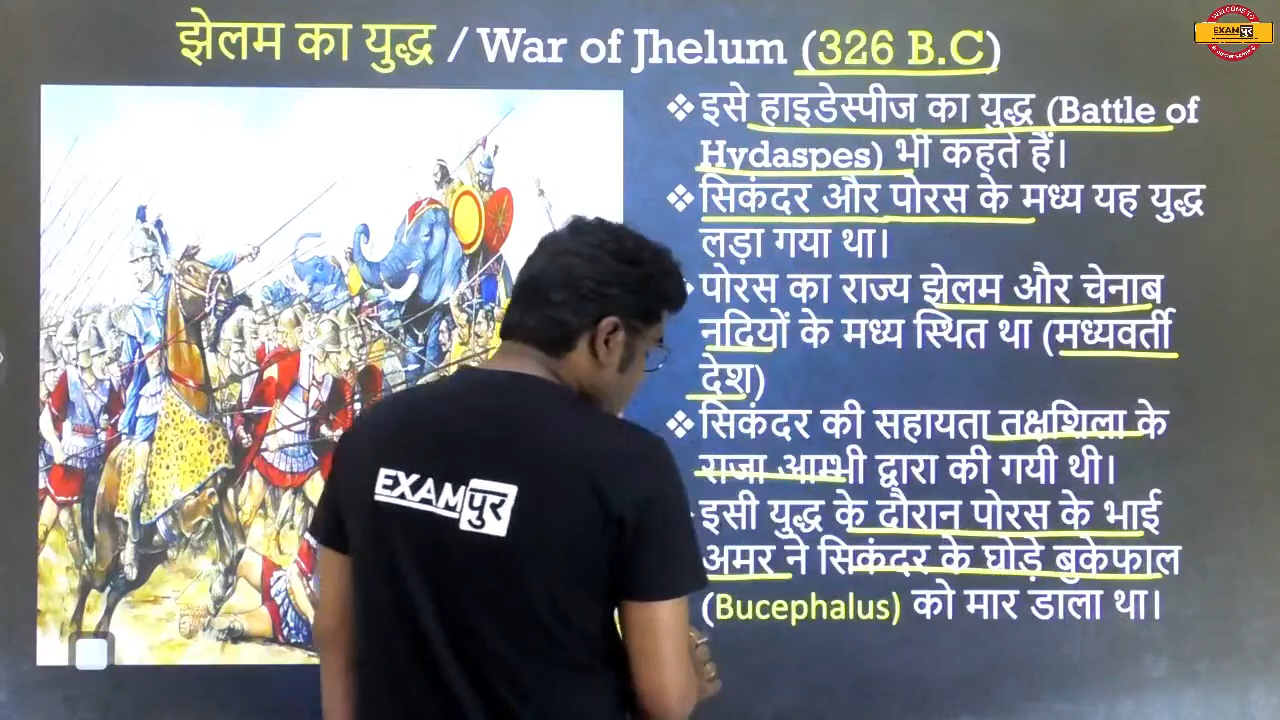 झेलम का युद्ध / War of Jhelum (326 B.C)
WELCOME TO
EXAMपुर
❖इसे हाइडेस्पीज का युद्ध (Battle of
Hydaspes) भी कहते हैं।
❖सिकंदर और पोरस के मध्य यह युद्ध
लड़ा गया था।
पोरस का राज्य झेलम और चेनाब
नदियों के मध्य स्थित था (मध्यवर्ती
देश)
❖सिकंदर की सहायता तक्षशिला के
राजा आम्भी द्वारा की गयी थी।
इसी युद्ध के दौरान पोरस के भाई
अमर ने सिकंदर के घोड़े बुकेफाल
(Bucephalus) को मार डाला था।
EXAMपुर